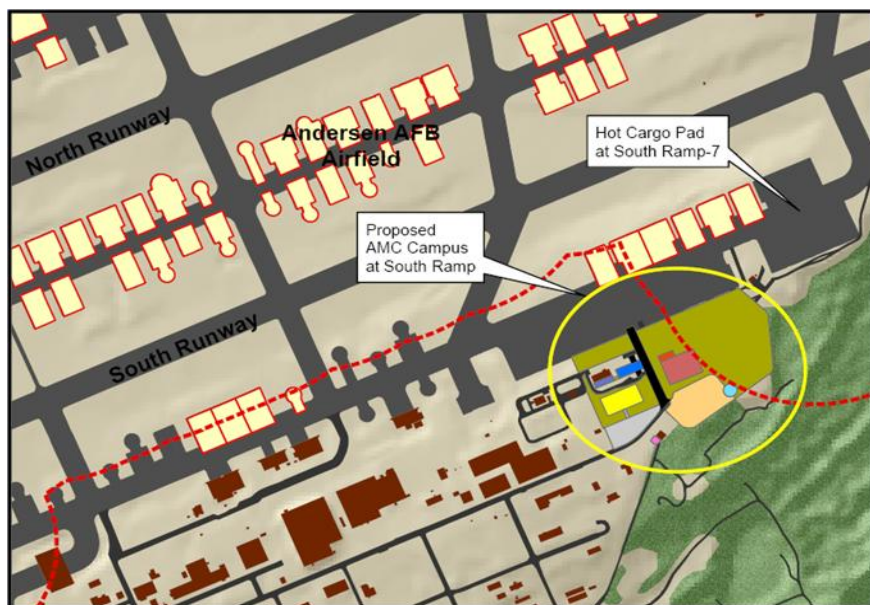 North Runway
Andersen AFB
Airfield
Hot Cargo Pad
at South Ramp-7
Proposed
AMC Campus
at South Ramp
South Runway